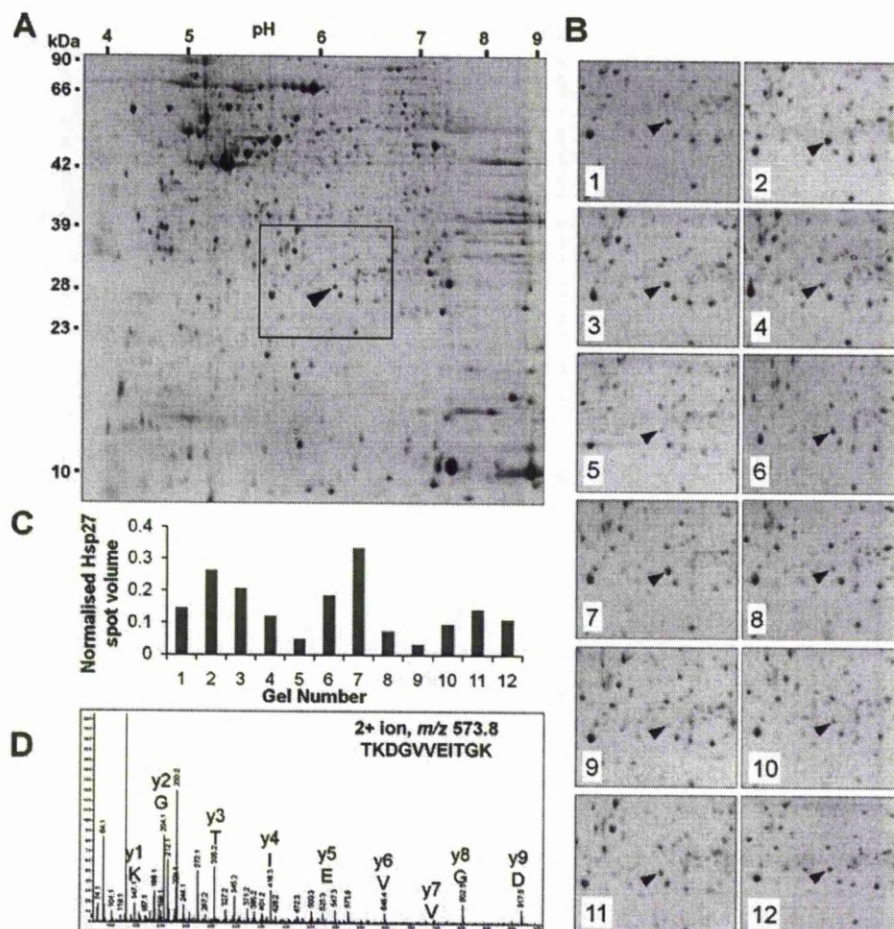 A
pH
4 5 6 7 8 9
kDa
90
66
42
39
28
23
10
B
1
2
3
4
5
6
7
8
9
10
11
12
C
Normalised Hsp27
spot volume
0.4
0.3
0.2
0.1
0
1 2 3 4 5 6 7 8 9 10 11 12
Gel Number
D
2+ ion, m/z 573.8
TKDGVVEITGK
y1
K
y2
G
y3
T
y4
I
y5
E
y6
V
y7
V
y8
G
y9
D